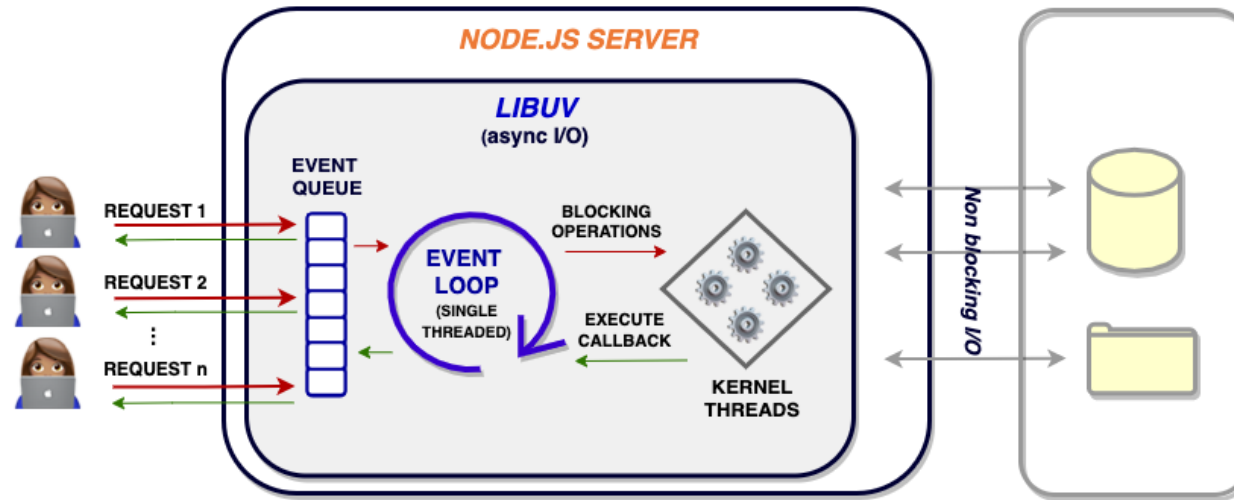 NODE.JS SERVER
LIBUV
(async I/O)
EVENT
QUEUE
REQUEST 1
REQUEST 2
⋮
REQUEST n
EVENT
LOOP
(SINGLE
THREADED)
BLOCKING
OPERATIONS
EXECUTE
CALLBACK
KERNEL
THREADS
Non blocking I/O